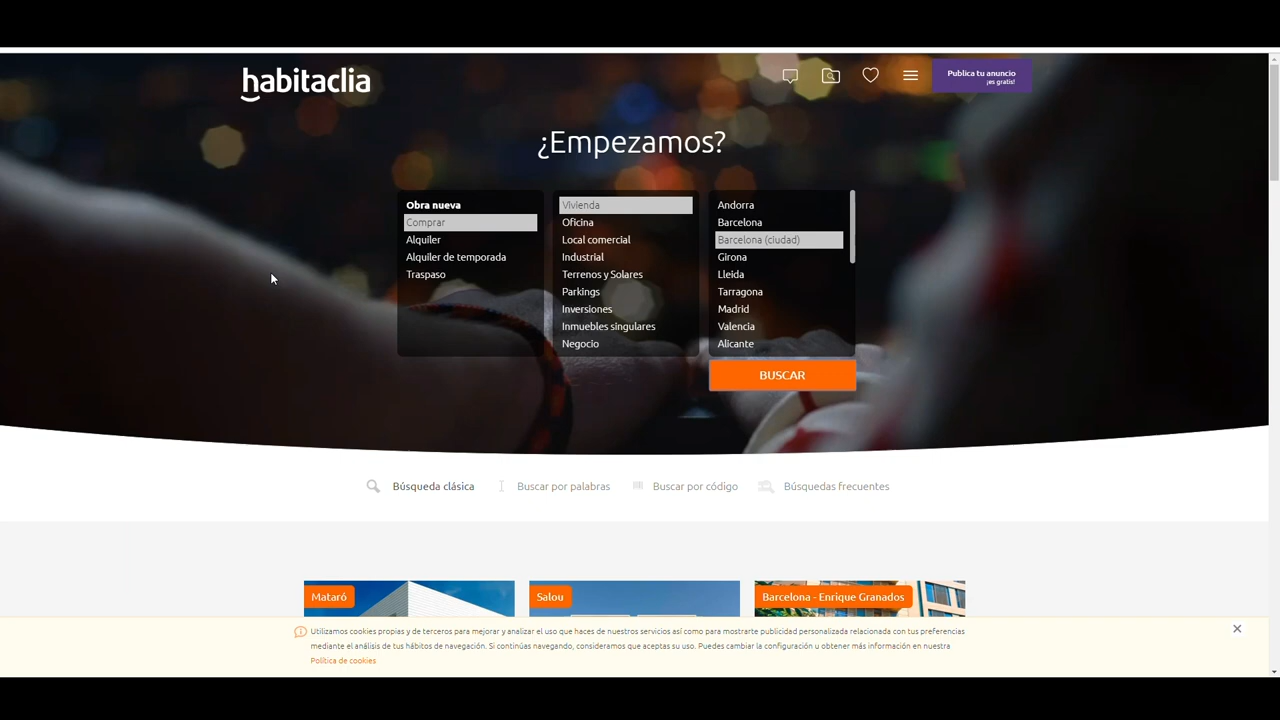 habitaclia
Publica tu anuncio
¡es gratis!
¿Empezamos?
Obra nueva
Comprar
Alquiler
Alquiler de temporada
Traspaso
Vivienda
Oficina
Local comercial
Industrial
Terrenos y Solares
Parkings
Inversiones
Inmuebles singulares
Negocio
Andorra
Barcelona
Barcelona (ciudad)
Girona
Lleida
Tarragona
Madrid
Valencia
Alicante
BUSCAR
Búsqueda clásica
Buscar por palabras
Buscar por código
Búsquedas frecuentes
Mataró
Salou
Barcelona - Enrique Granados
Utilizamos cookies propias y de terceros para mejorar y analizar el uso que haces de nuestros servicios así como para mostrarte publicidad personalizada relacionada con tus preferencias
mediante el análisis de tus hábitos de navegación. Si continúas navegando, consideramos que aceptas su uso. Puedes cambiar la configuración u obtener más información en nuestra
Política de cookies